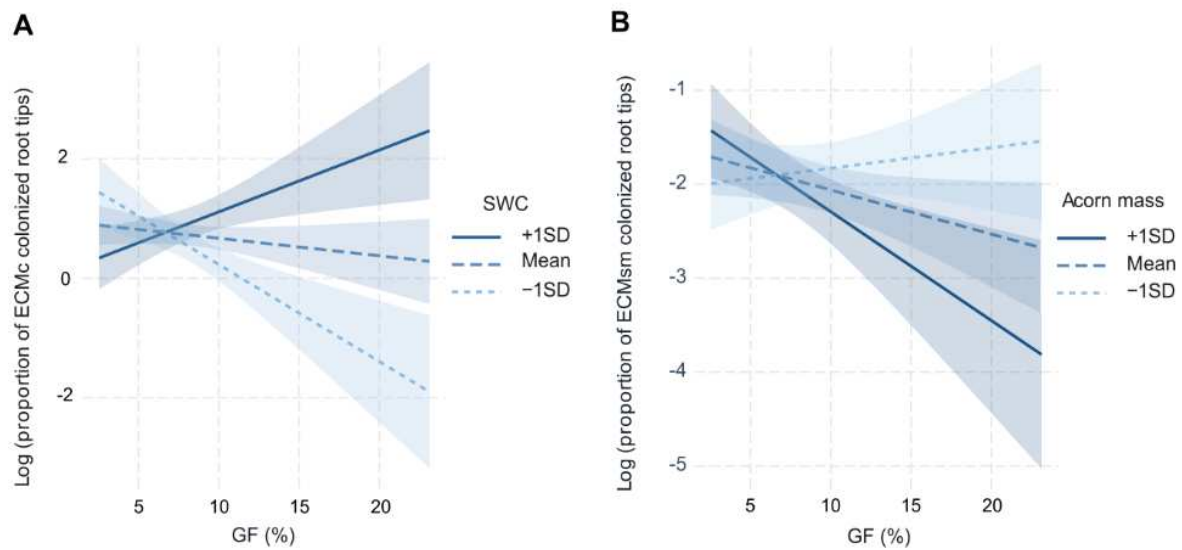 A
Log (proportion of ECMc colonized root tips)
2
0
-2
5
10
15
20
GF (%)
SWC
+1SD
Mean
−1SD
B
Log (proportion of ECMsm colonized root tips)
-1
-2
-3
-4
-5
5
10
15
20
GF (%)
Acorn mass
+1SD
Mean
−1SD